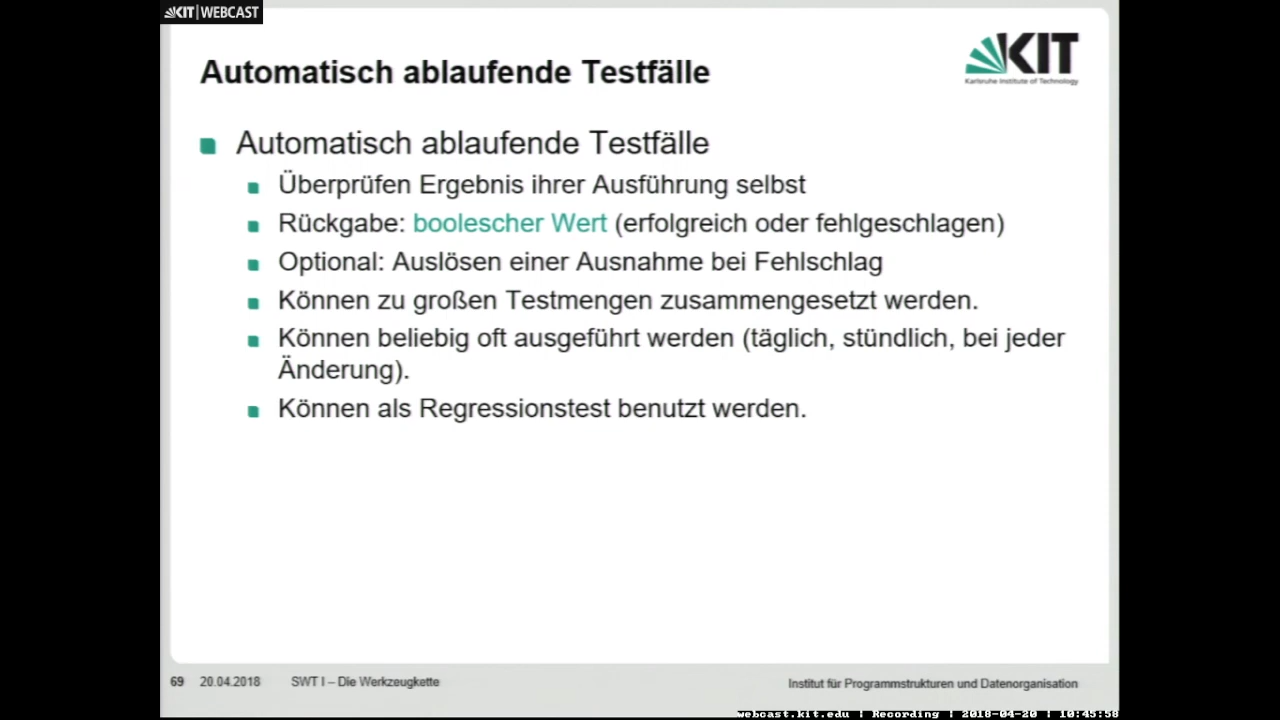 KIT | WEBCAST
Automatisch ablaufende Testfälle
KIT
Karlsruhe Institute of Technology
Automatisch ablaufende Testfälle
Überprüfen Ergebnis ihrer Ausführung selbst
Rückgabe: boolescher Wert (erfolgreich oder fehlgeschlagen)
Optional: Auslösen einer Ausnahme bei Fehlschlag
Können zu großen Testmengen zusammengesetzt werden.
Können beliebig oft ausgeführt werden (täglich, stündlich, bei jeder
Änderung).
Können als Regressionstest benutzt werden.
69 20.04.2018 SWT I – Die Werkzeugkette
Institut für Programmstrukturen und Datenorganisation
webcast.kit.edu | Recording | 2018-04-20 | 10:45:58